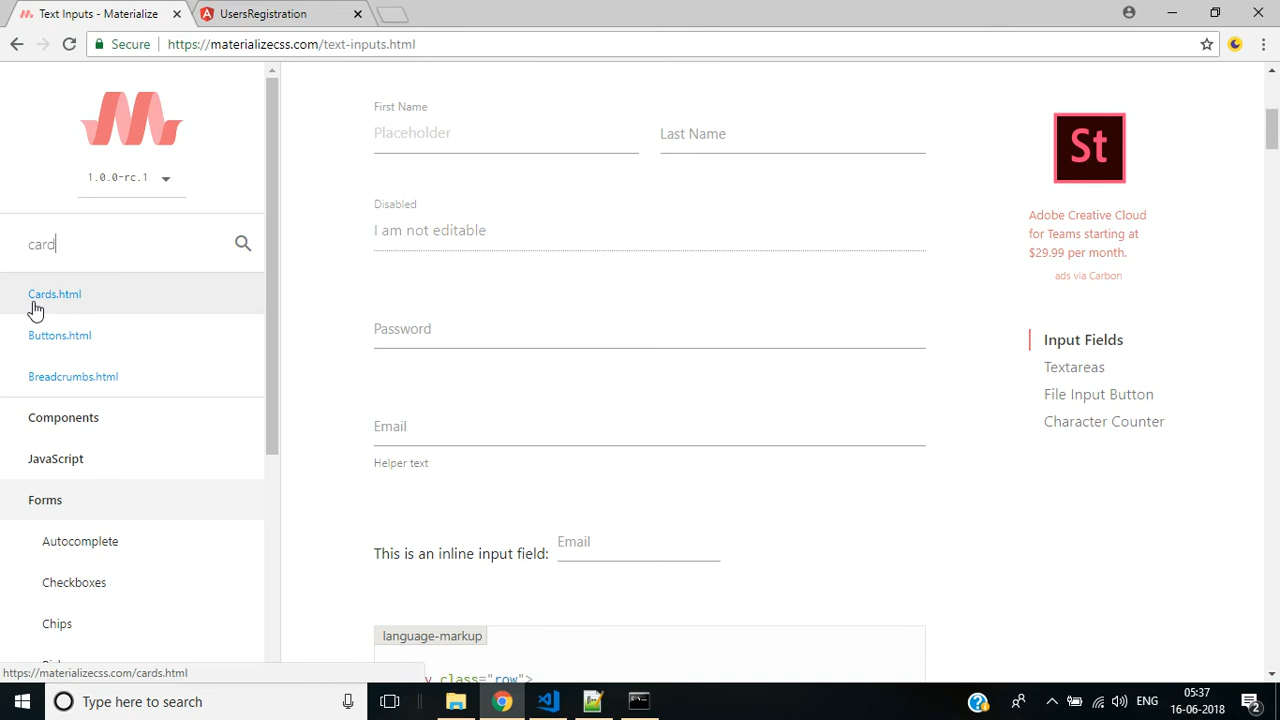 Text Inputs - Materialize
UsersRegistration
Secure
https://materializecss.com/text-inputs.html
1.0.0-rc.1
card
Cards.html
Buttons.html
Breadcrumbs.html
Components
JavaScript
Forms
Autocomplete
Checkboxes
Chips
https://materializecss.com/cards.html
First Name
Placeholder
Last Name
Disabled
I am not editable
Password
Email
Helper text
This is an inline input field:
Email
language-markup
class="row">
St
Adobe Creative Cloud
for Teams starting at
$29.99 per month.
ads via Carbon
Input Fields
Textareas
File Input Button
Character Counter
Type here to search
ENG
05:37
16-06-2018
2